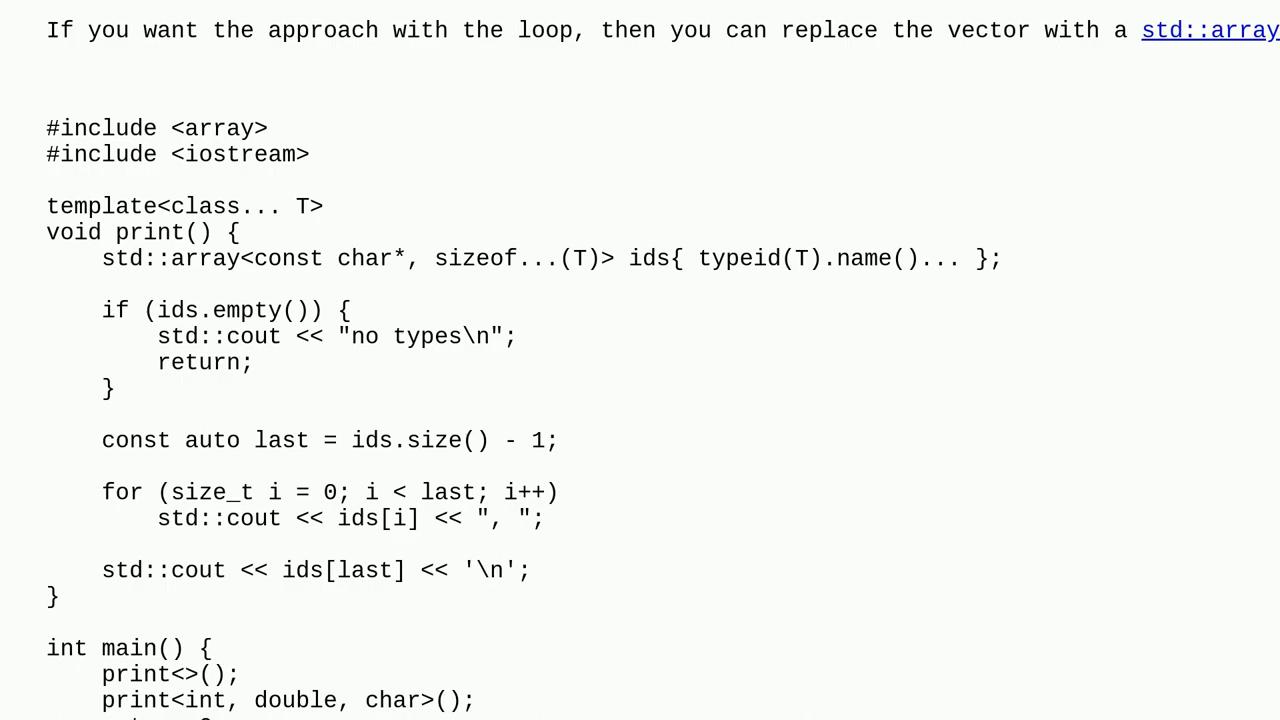 If you want the approach with the loop, then you can replace the vector with a std::array
#include <array>
#include <iostream>
template<class... T>
void print() {
    std::array<const char*, sizeof...(T)> ids{ typeid(T).name()... };
    if (ids.empty()) {
        std::cout << "no types\n";
        return;
    }
    const auto last = ids.size() - 1;
    for (size_t i = 0; i < last; i++)
        std::cout << ids[i] << ", ";
    std::cout << ids[last] << '\n';
}
int main() {
    print<>();
    print<int, double, char>();